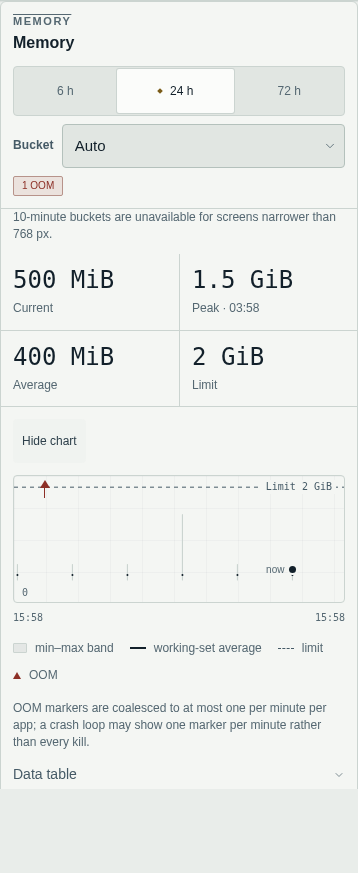 MEMORY
Memory
6 h
24 h
72 h
Bucket
Auto
1 OOM
10-minute buckets are unavailable for screens narrower than
768 px.
500 MiB
Current
1.5 GiB
Peak · 03:58
400 MiB
Average
2 GiB
Limit
Hide chart
Limit 2 GiB
now
0
15:58
15:58
min–max band
working-set average
limit
OOM
OOM markers are coalesced to at most one per minute per
app; a crash loop may show one marker per minute rather
than every kill.
Data table